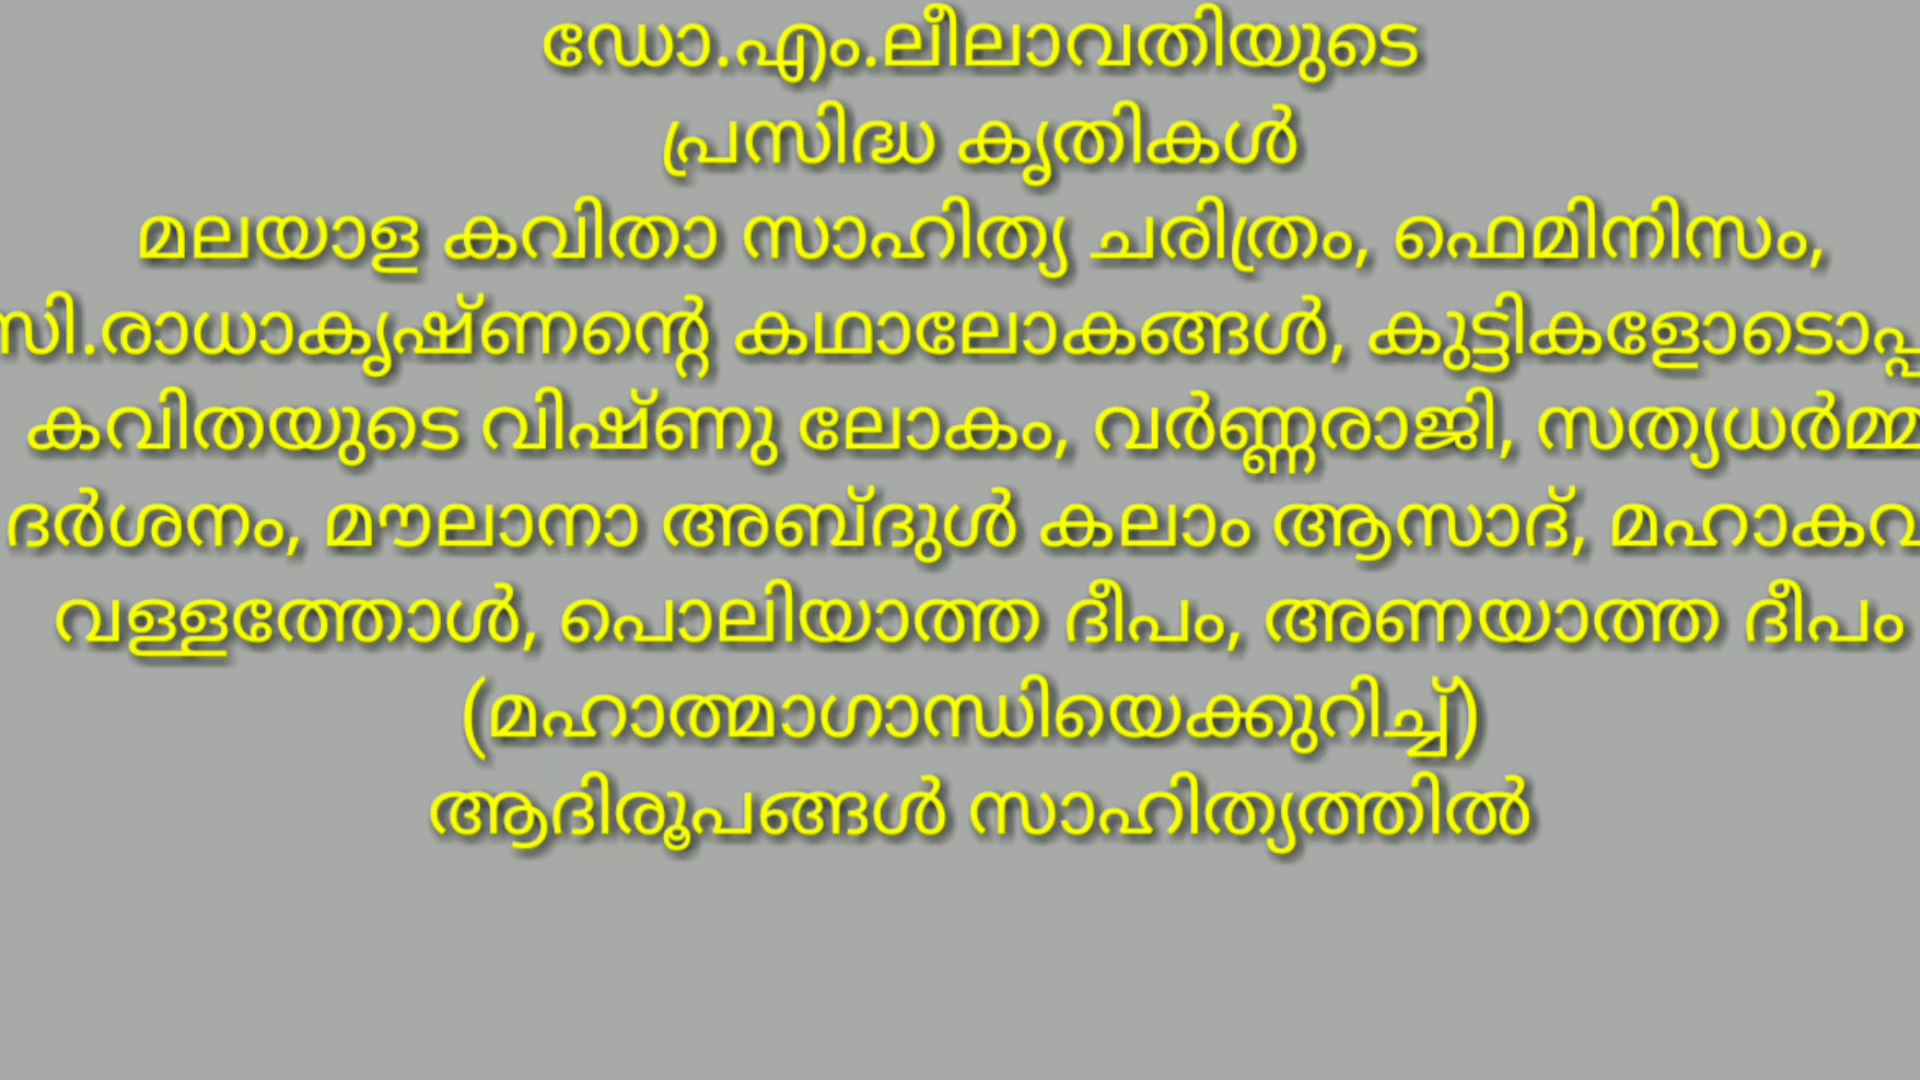 ഡോ.എം.ലീലാവതിയുടെ
പ്രസിദ്ധ കൃതികൾ
മലയാള കവിതാ സാഹിത്യ ചരിത്രം, ഫെമിനിസം,
സി.രാധാകൃഷ്ണന്റെ കഥാലോകങ്ങൾ, കുട്ടികളോടൊപ്പ
കവിതയുടെ വിഷ്ണു ലോകം, വർണ്ണരാജി, സത്യധർമ്മ
ദർശനം, മൗലാനാ അബ്ദുൾ കലാം ആസാദ്, മഹാകവ
വള്ളത്തോൾ, പൊലിയാത്ത ദീപം, അണയാത്ത ദീപം
(മഹാത്മാഗാന്ധിയെക്കുറിച്ച്)
ആദിരൂപങ്ങൾ സാഹിത്യത്തിൽ